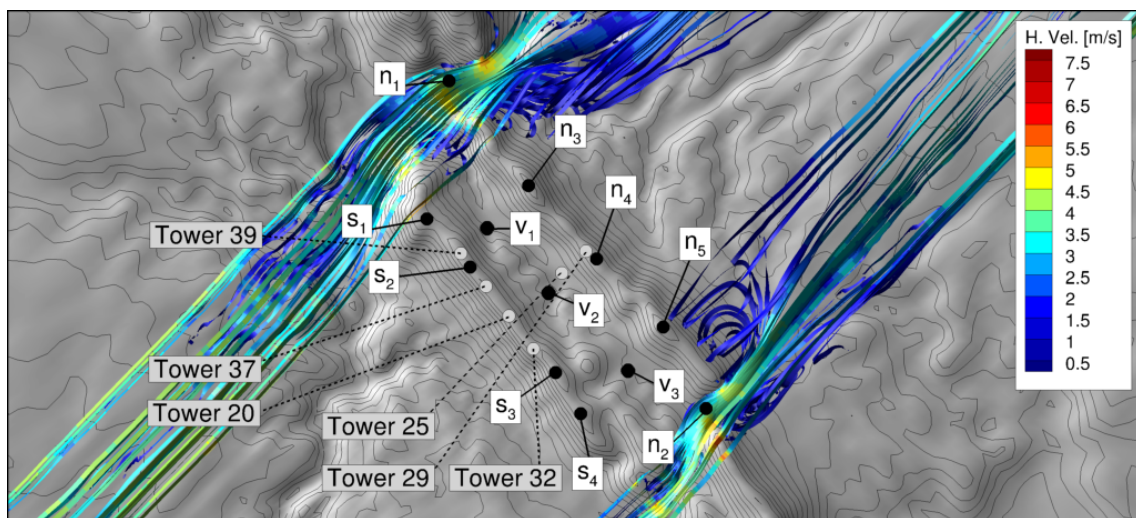 H. Vel. [m/s]
7.5
7
6.5
6
5.5
5
4.5
4
3.5
3
2.5
2
1.5
1
0.5
n1
n3
n4
s1
v1
n5
Tower 39
s2
v2
Tower 37
v3
Tower 20
s3
Tower 25
n2
Tower 29
Tower 32
s4